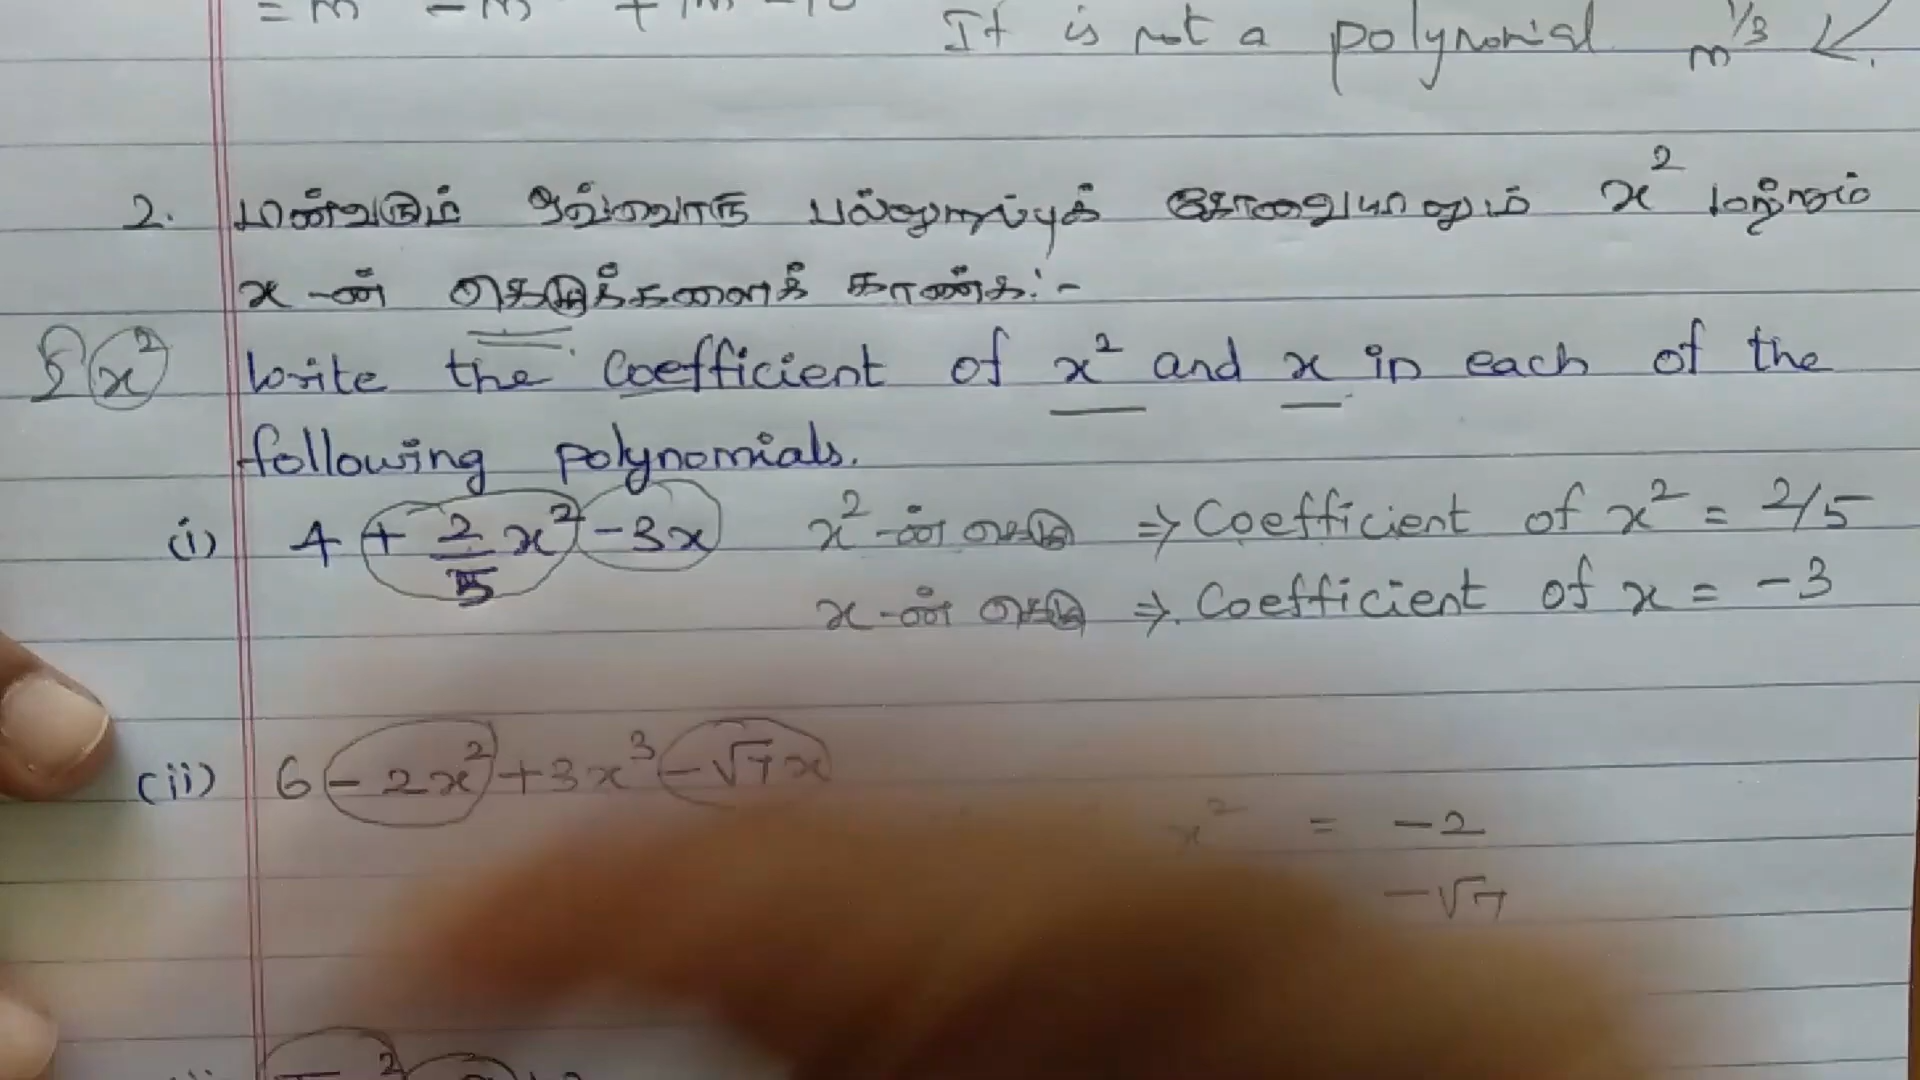 It is not a polynomial m^1/3
2. பின்வரும் ஒவ்வொரு பல்லுறுப்புக் கோவையிலும் x² மற்றும்
x-ன் கெழுக்களைக் காண்க:-
5x² Write the Coefficient of x² and x in each of the
following polynomials.
(i) 4 + 2/5 x² - 3x x²-ன் கெழு ⇒ Coefficient of x² = 2/5
x-ன் கெழு ⇒ Coefficient of x = -3
(ii) 6 - 2x² + 3x³ - √7x
x² = -2
-√7